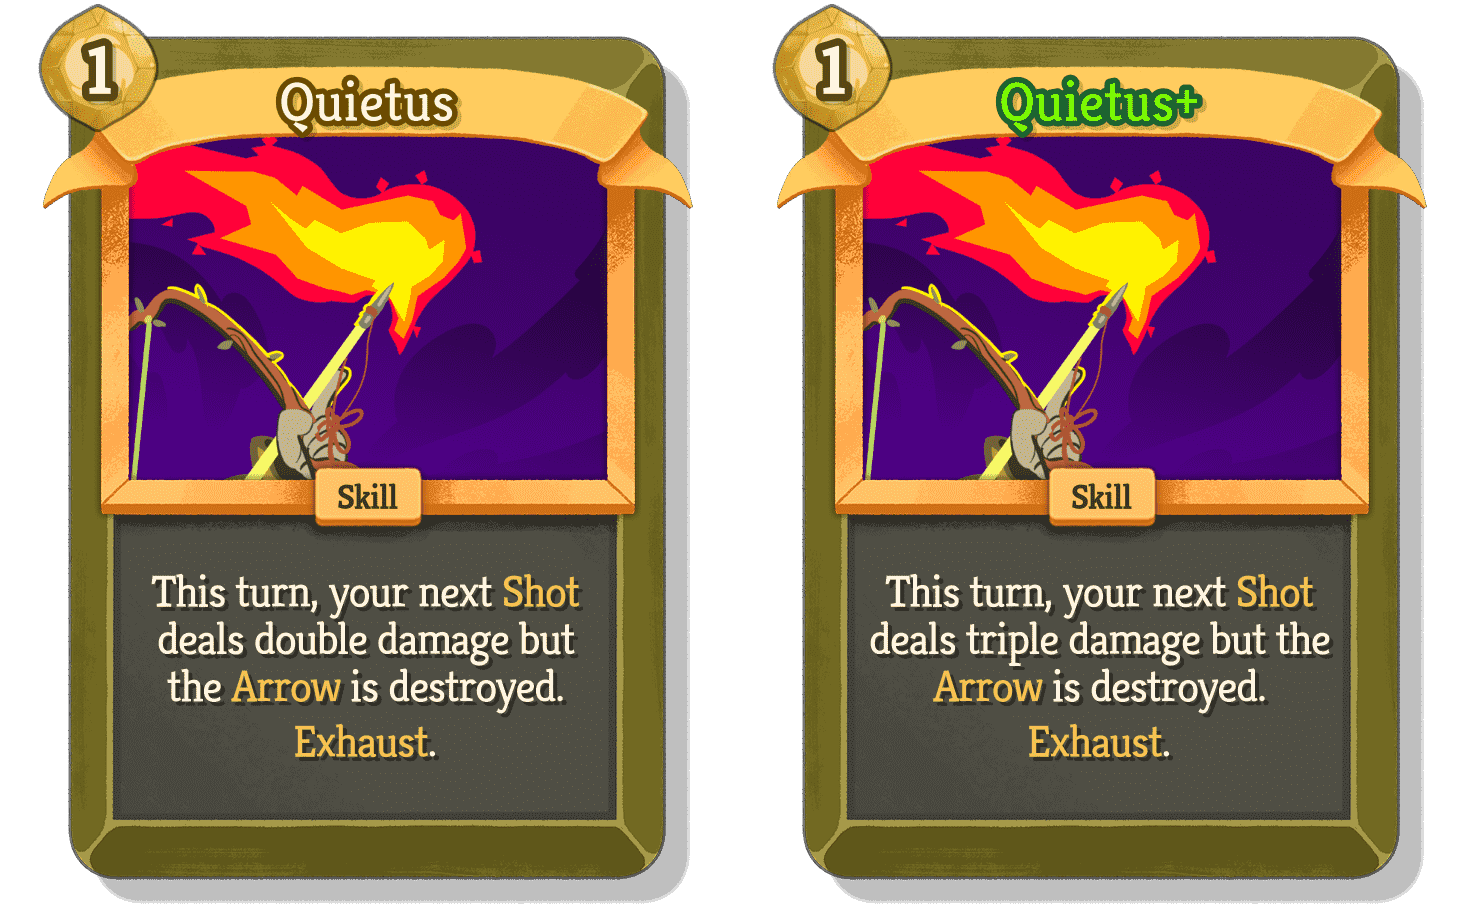 1
Quietus
Skill
This turn, your next Shot
deals double damage but
the Arrow is destroyed.
Exhaust.
1
Quietus+
Skill
This turn, your next Shot
deals triple damage but the
Arrow is destroyed.
Exhaust.